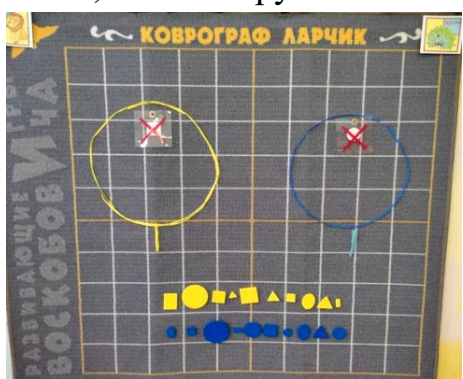 КОВРОГРАФ ЛАРЧИК
РАЗВИВАЮЩИЕ ИГРЫ
ВОСКОБОВИЧА